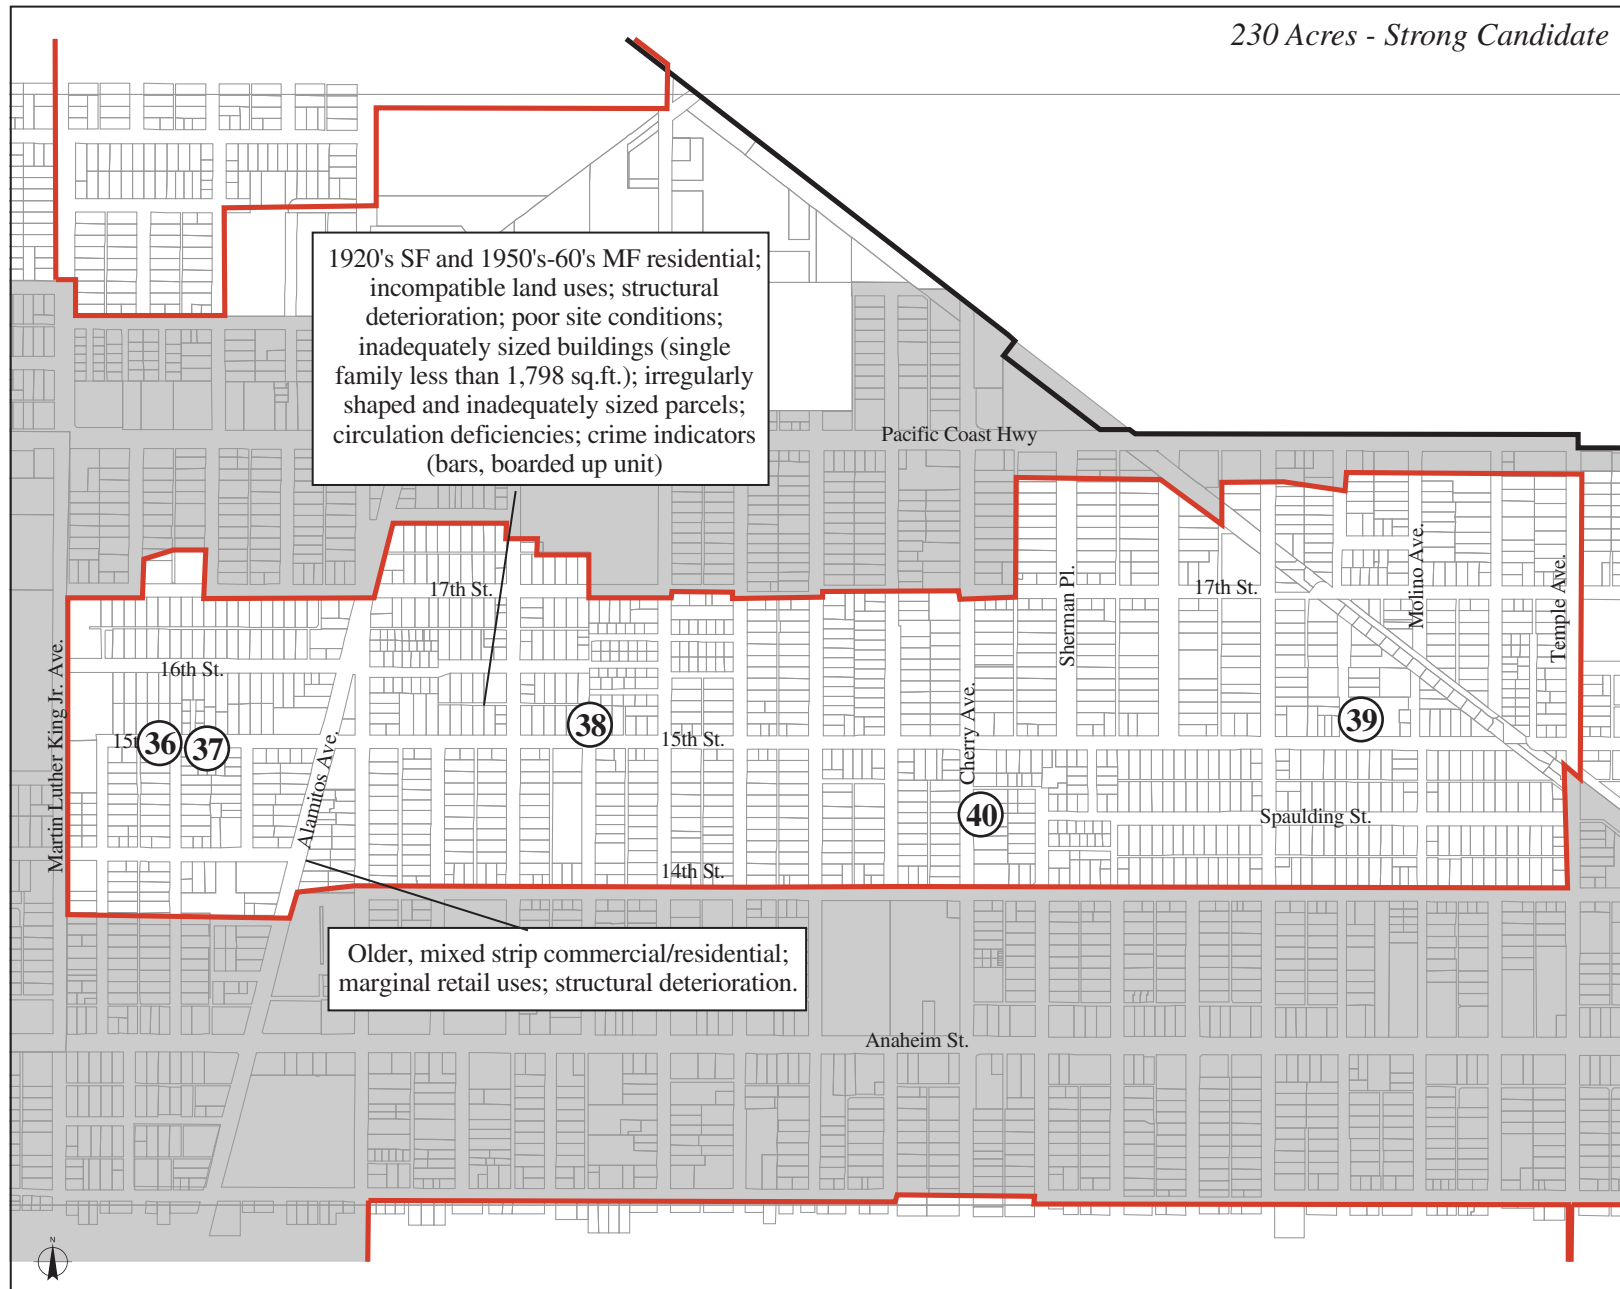 230 Acres - Strong Candidate
1920's SF and 1950's-60's MF residential;
incompatible land uses; structural
deterioration; poor site conditions;
inadequately sized buildings (single
family less than 1,798 sq.ft.); irregularly
shaped and inadequately sized parcels;
circulation deficiencies; crime indicators
(bars, boarded up unit)
Pacific Coast Hwy
17th St.
17th St.
Sherman Pl.
Molino Ave.
Temple Ave.
16th St.
Martin Luther King Jr. Ave.
15t
36
37
38
39
15th St.
Cherry Ave.
Alamitos Ave.
40
Spaulding St.
14th St.
Older, mixed strip commercial/residential;
marginal retail uses; structural deterioration.
Anaheim St.
N